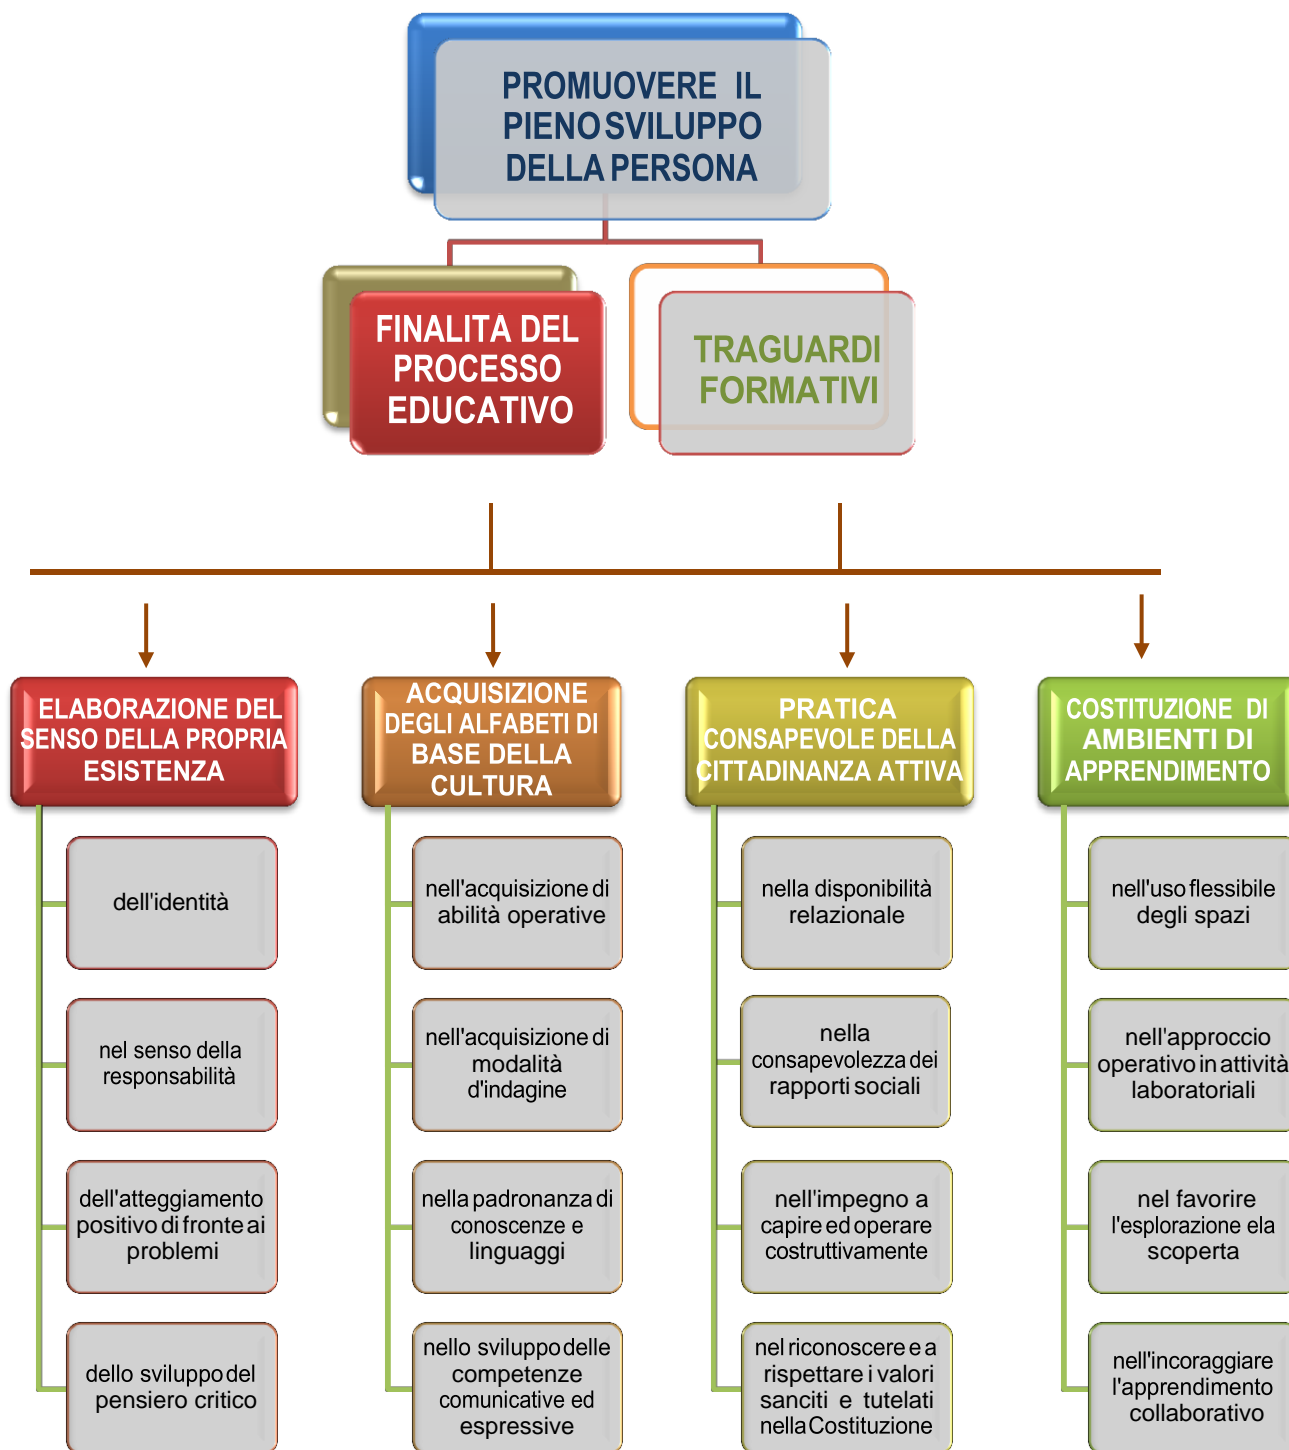 PROMUOVERE IL
PIENO SVILUPPO
DELLA PERSONA
FINALITÀ DEL
PROCESSO
EDUCATIVO
TRAGUARDI
FORMATIVI
ELABORAZIONE DEL
SENSO DELLA PROPRIA
ESISTENZA
ACQUISIZIONE
DEGLI ALFABETI DI
BASE DELLA
CULTURA
PRATICA
CONSAPEVOLE DELLA
CITTADINANZA ATTIVA
COSTITUZIONE DI
AMBIENTI DI
APPRENDIMENTO
dell'identità
nel senso della
responsabilità
dell'atteggiamento
positivo di fronte ai
problemi
dello sviluppo del
pensiero critico
nell'acquisizione di
abilità operative
nell'acquisizione di
modalità
d'indagine
nella padronanza di
conoscenze e
linguaggi
nello sviluppo delle
competenze
comunicative ed
espressive
nella disponibilità
relazionale
nella
consapevolezza dei
rapporti sociali
nell'impegno a
capire ed operare
costruttivamente
nel riconoscere e a
rispettare i valori
sanciti e tutelati
nella Costituzione
nell'uso flessibile
degli spazi
nell'approccio
operativo in attività
laboratoriali
nel favorire
l'esplorazione ela
scoperta
nell'incoraggiare
l'apprendimento
collaborativo